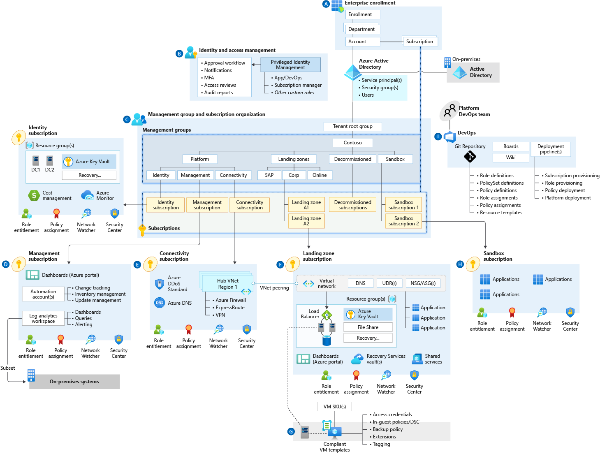 A
Enterprise enrollment
Enrollment
Department
Account
Subscription
B
Identity and access management
• Approval workflow
• Notifications
• MFA
• Access reviews
• Audit reports
Privileged Identity
Management
• App/DevOps
• Subscription manager
• Other custom roles
Azure Active
Directory
• Service principal(s)
• Security group(s)
• Users
On-premises
Active
Directory
Platform
DevOps team
DevOps
Git Repository
Boards
Wiki
Deployment
pipeline(s)
• Role definitions
• PolicySet definitions
• Policy definitions
• Role assignments
• Policy assignments
• Resource templates
• Subscription provisioning
• Role provisioning
• Policy deployment
• Platform deployment
C
Management group and subscription organization
Management groups
Tenant root group
Contoso
Platform
Landing zones
Decommissioned
Sandbox
Identity
Management
Connectivity
SAP
Corp
Online
Identity
subscription
Management
subscription
Connectivity
subscription
Landing zone
A1
Landing zone
A2
Decommissioned
subscriptions
Sandbox
subscription 1
Sandbox
subscription 2
Subscriptions
Identity
subscription
Resource group(s)
DC1
DC2
Azure Key Vault
Recovery...
Cost
management
Azure
Monitor
Role
entitlement
Policy
assignment
Network
Watcher
Security
Center
D
Management
subscription
Dashboards (Azure portal)
Automation
account(s)
• Change tracking
• Inventory management
• Update management
Log analytics
workspace
• Dashboards
• Queries
• Alerting
Role
entitlement
Policy
assignment
Network
Watcher
Security
Center
Subset
On-premises systems
E
Connectivity
subscription
Azure
DDoS
Standard
Azure DNS
Hub VNet
Region 1
• Azure Firewall
• ExpressRoute
• VPN
Role
entitlement
Policy
assignment
Network
Watcher
Security
Center
VNet peering
Landing zone
subscription
Virtual
network
DNS
UDR(s)
NSG/ASG(s)
Resource group(s)
Load
Balancer
Azure
Key Vault
File Share
Recovery...
Application
Application
Application
Dashboards
(Azure portal)
Recovery Services
vault(s)
Shared
services
Role
entitlement
Policy
assignment
Network
Watcher
Security
Center
VM SKU(s)
Compliant
VM templates
• Access credentials
• In-guest policies/DSC
• Backup policy
• Extensions
• Tagging
Sandbox
subscription
Applications
Applications
Applications
Role
entitlement
Policy
assignment
Network
Watcher
Security
Center